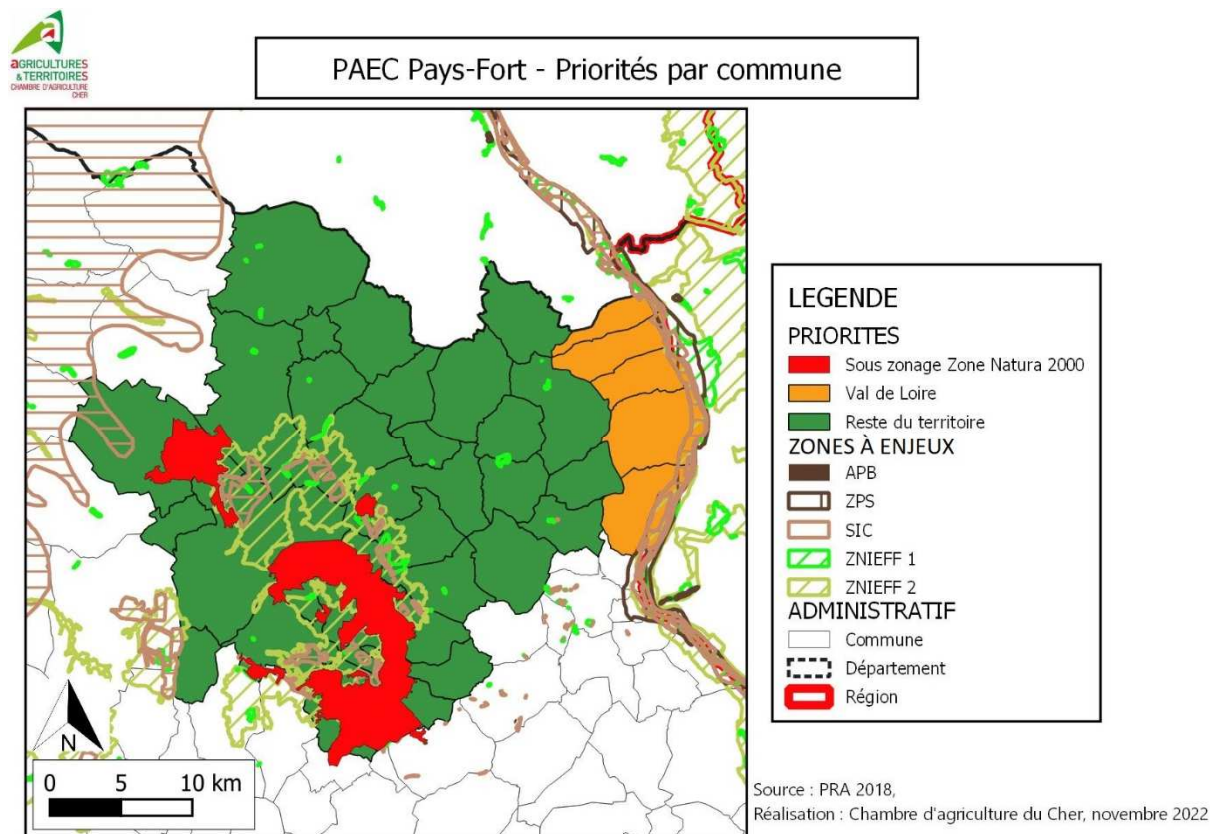 aGRICULTURES
& TERRITOIRES
CHAMBRE D'AGRICULTURE
CHER
PAEC Pays-Fort - Priorités par commune
LEGENDE
PRIORITES
Sous zonage Zone Natura 2000
Val de Loire
Reste du territoire
ZONES À ENJEUX
APB
ZPS
SIC
ZNIEFF 1
ZNIEFF 2
ADMINISTRATIF
Commune
Département
Région
N
0 5 10 km
Source : PRA 2018,
Réalisation : Chambre d'agriculture du Cher, novembre 2022